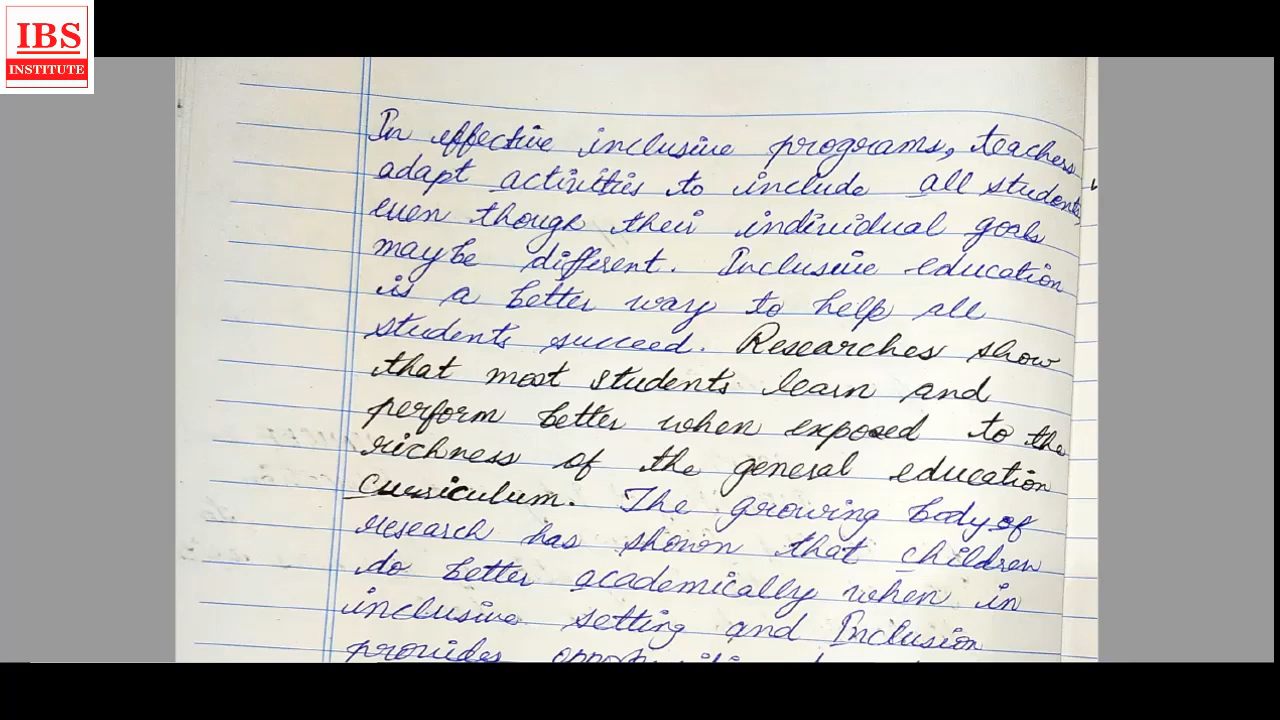 IBS
INSTITUTE
In effective inclusive programs, teachers
adapt activities to include all students,
even though their individual goals
maybe different. Inclusive education
is a better way to help all
students succeed. Researches show
that most students learn and
perform better when exposed to the
richness of the general education
curriculum. The growing body of
research has shown that children
do better academically when in
inclusive setting and Inclusion
provides